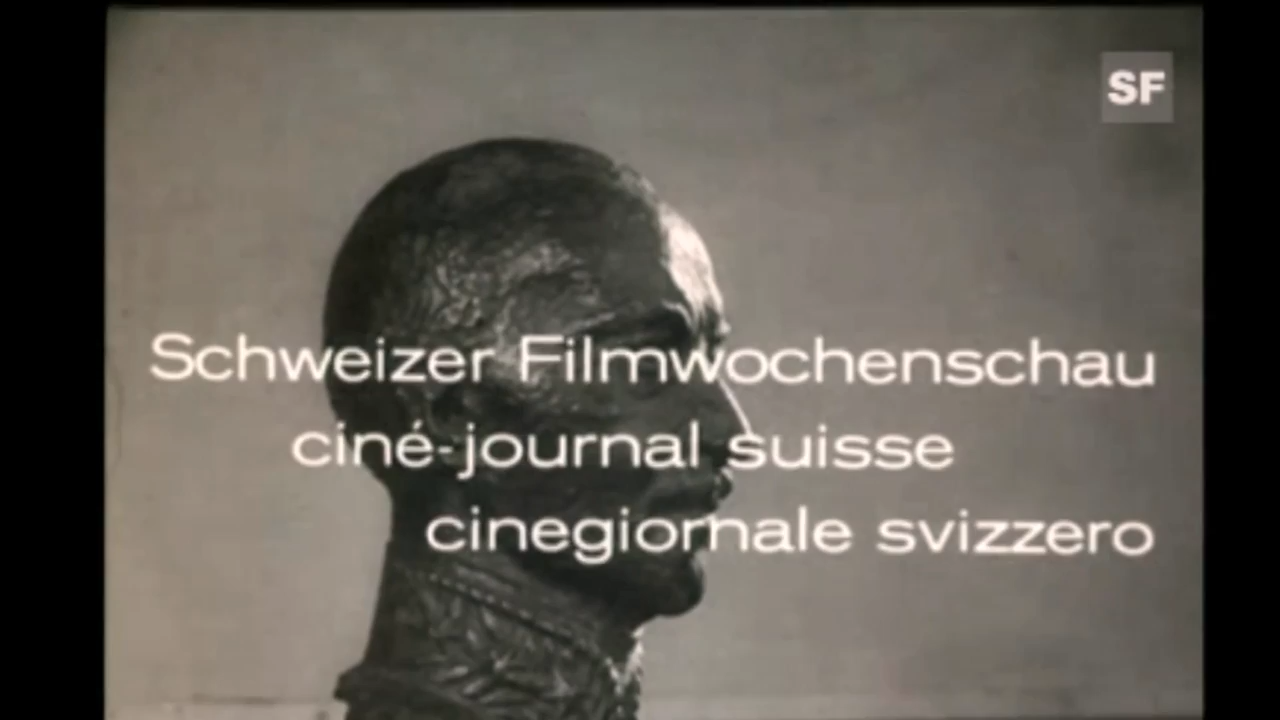 SF
Schweizer Filmwochenschau
ciné-journal suisse
cinegiornale svizzero